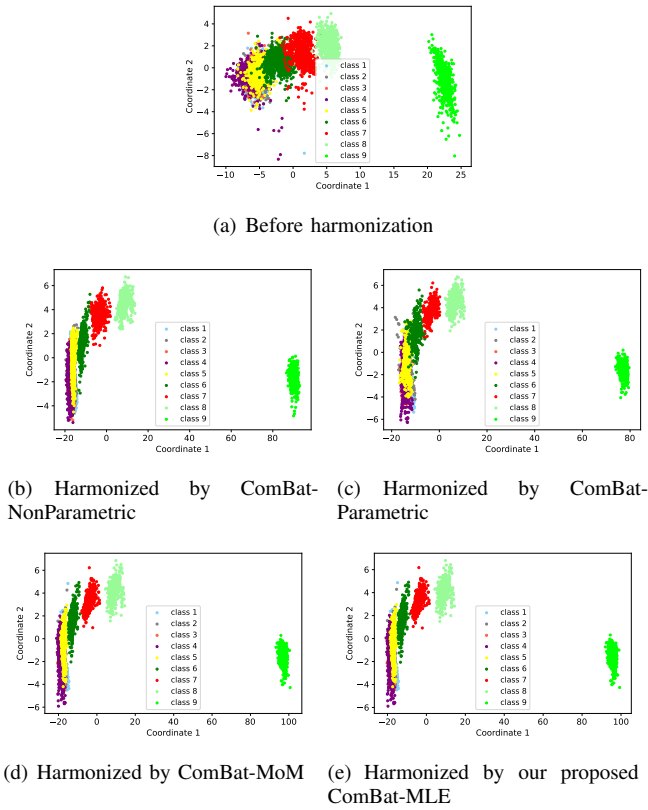 4
2
0
−2
−4
−6
−8
Coordinate 2
class 1
class 2
class 3
class 4
class 5
class 6
class 7
class 8
class 9
−10 −5 0 5 10 15 20 25
Coordinate 1
(a) Before harmonization
6
4
2
0
−2
−4
Coordinate 2
class 1
class 2
class 3
class 4
class 5
class 6
class 7
class 8
class 9
−20 0 20 40 60 80
Coordinate 1
6
4
2
0
−2
−4
−6
Coordinate 2
class 1
class 2
class 3
class 4
class 5
class 6
class 7
class 8
class 9
−20 0 20 40 60 80
Coordinate 1
(b) Harmonized by ComBat-
NonParametric
(c) Harmonized by ComBat-
Parametric
6
4
2
0
−2
−4
−6
Coordinate 2
class 1
class 2
class 3
class 4
class 5
class 6
class 7
class 8
class 9
−20 0 20 40 60 80 100
Coordinate 1
6
4
2
0
−2
−4
−6
Coordinate 2
class 1
class 2
class 3
class 4
class 5
class 6
class 7
class 8
class 9
−20 0 20 40 60 80 100
Coordinate 1
(d) Harmonized by ComBat-MoM
(e) Harmonized by our proposed
ComBat-MLE